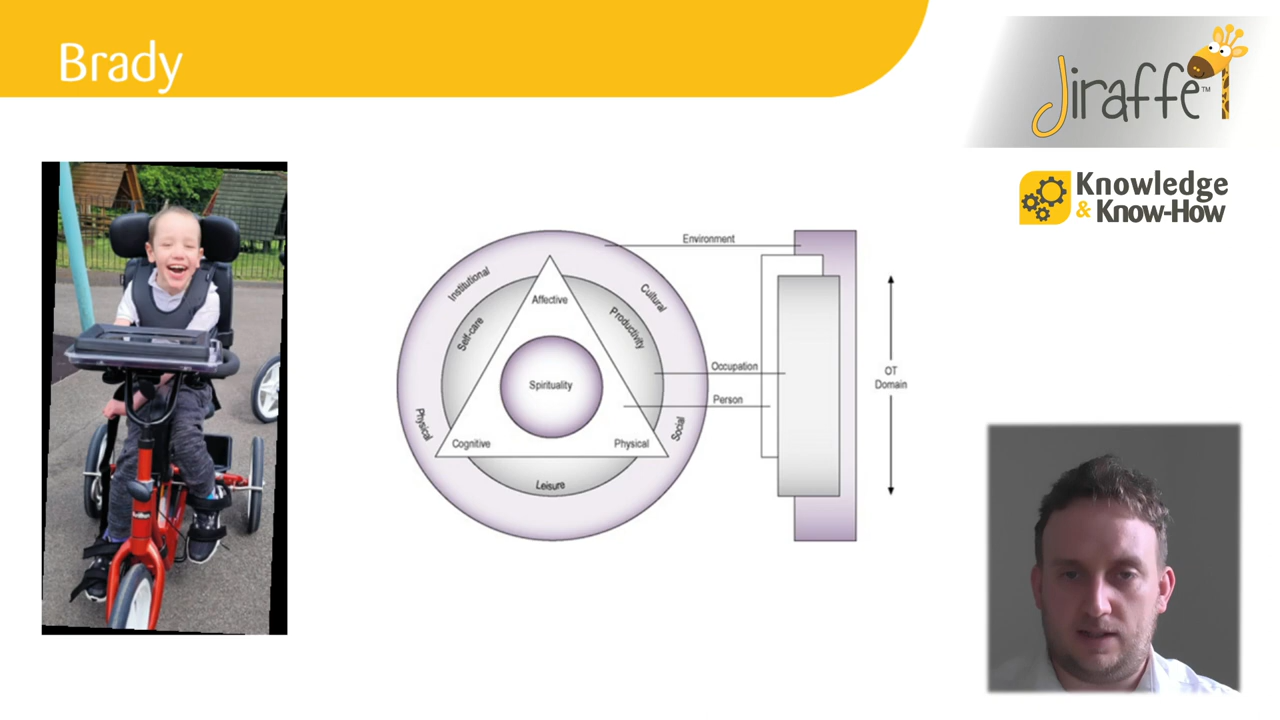 Brady
Jiraffe™
Knowledge
& Know-How
Environment
Institutional
Cultural
Affective
Self-care
Productivity
Occupation
OT
Domain
Spirituality
Person
Physical
Social
Cognitive
Physical
Leisure